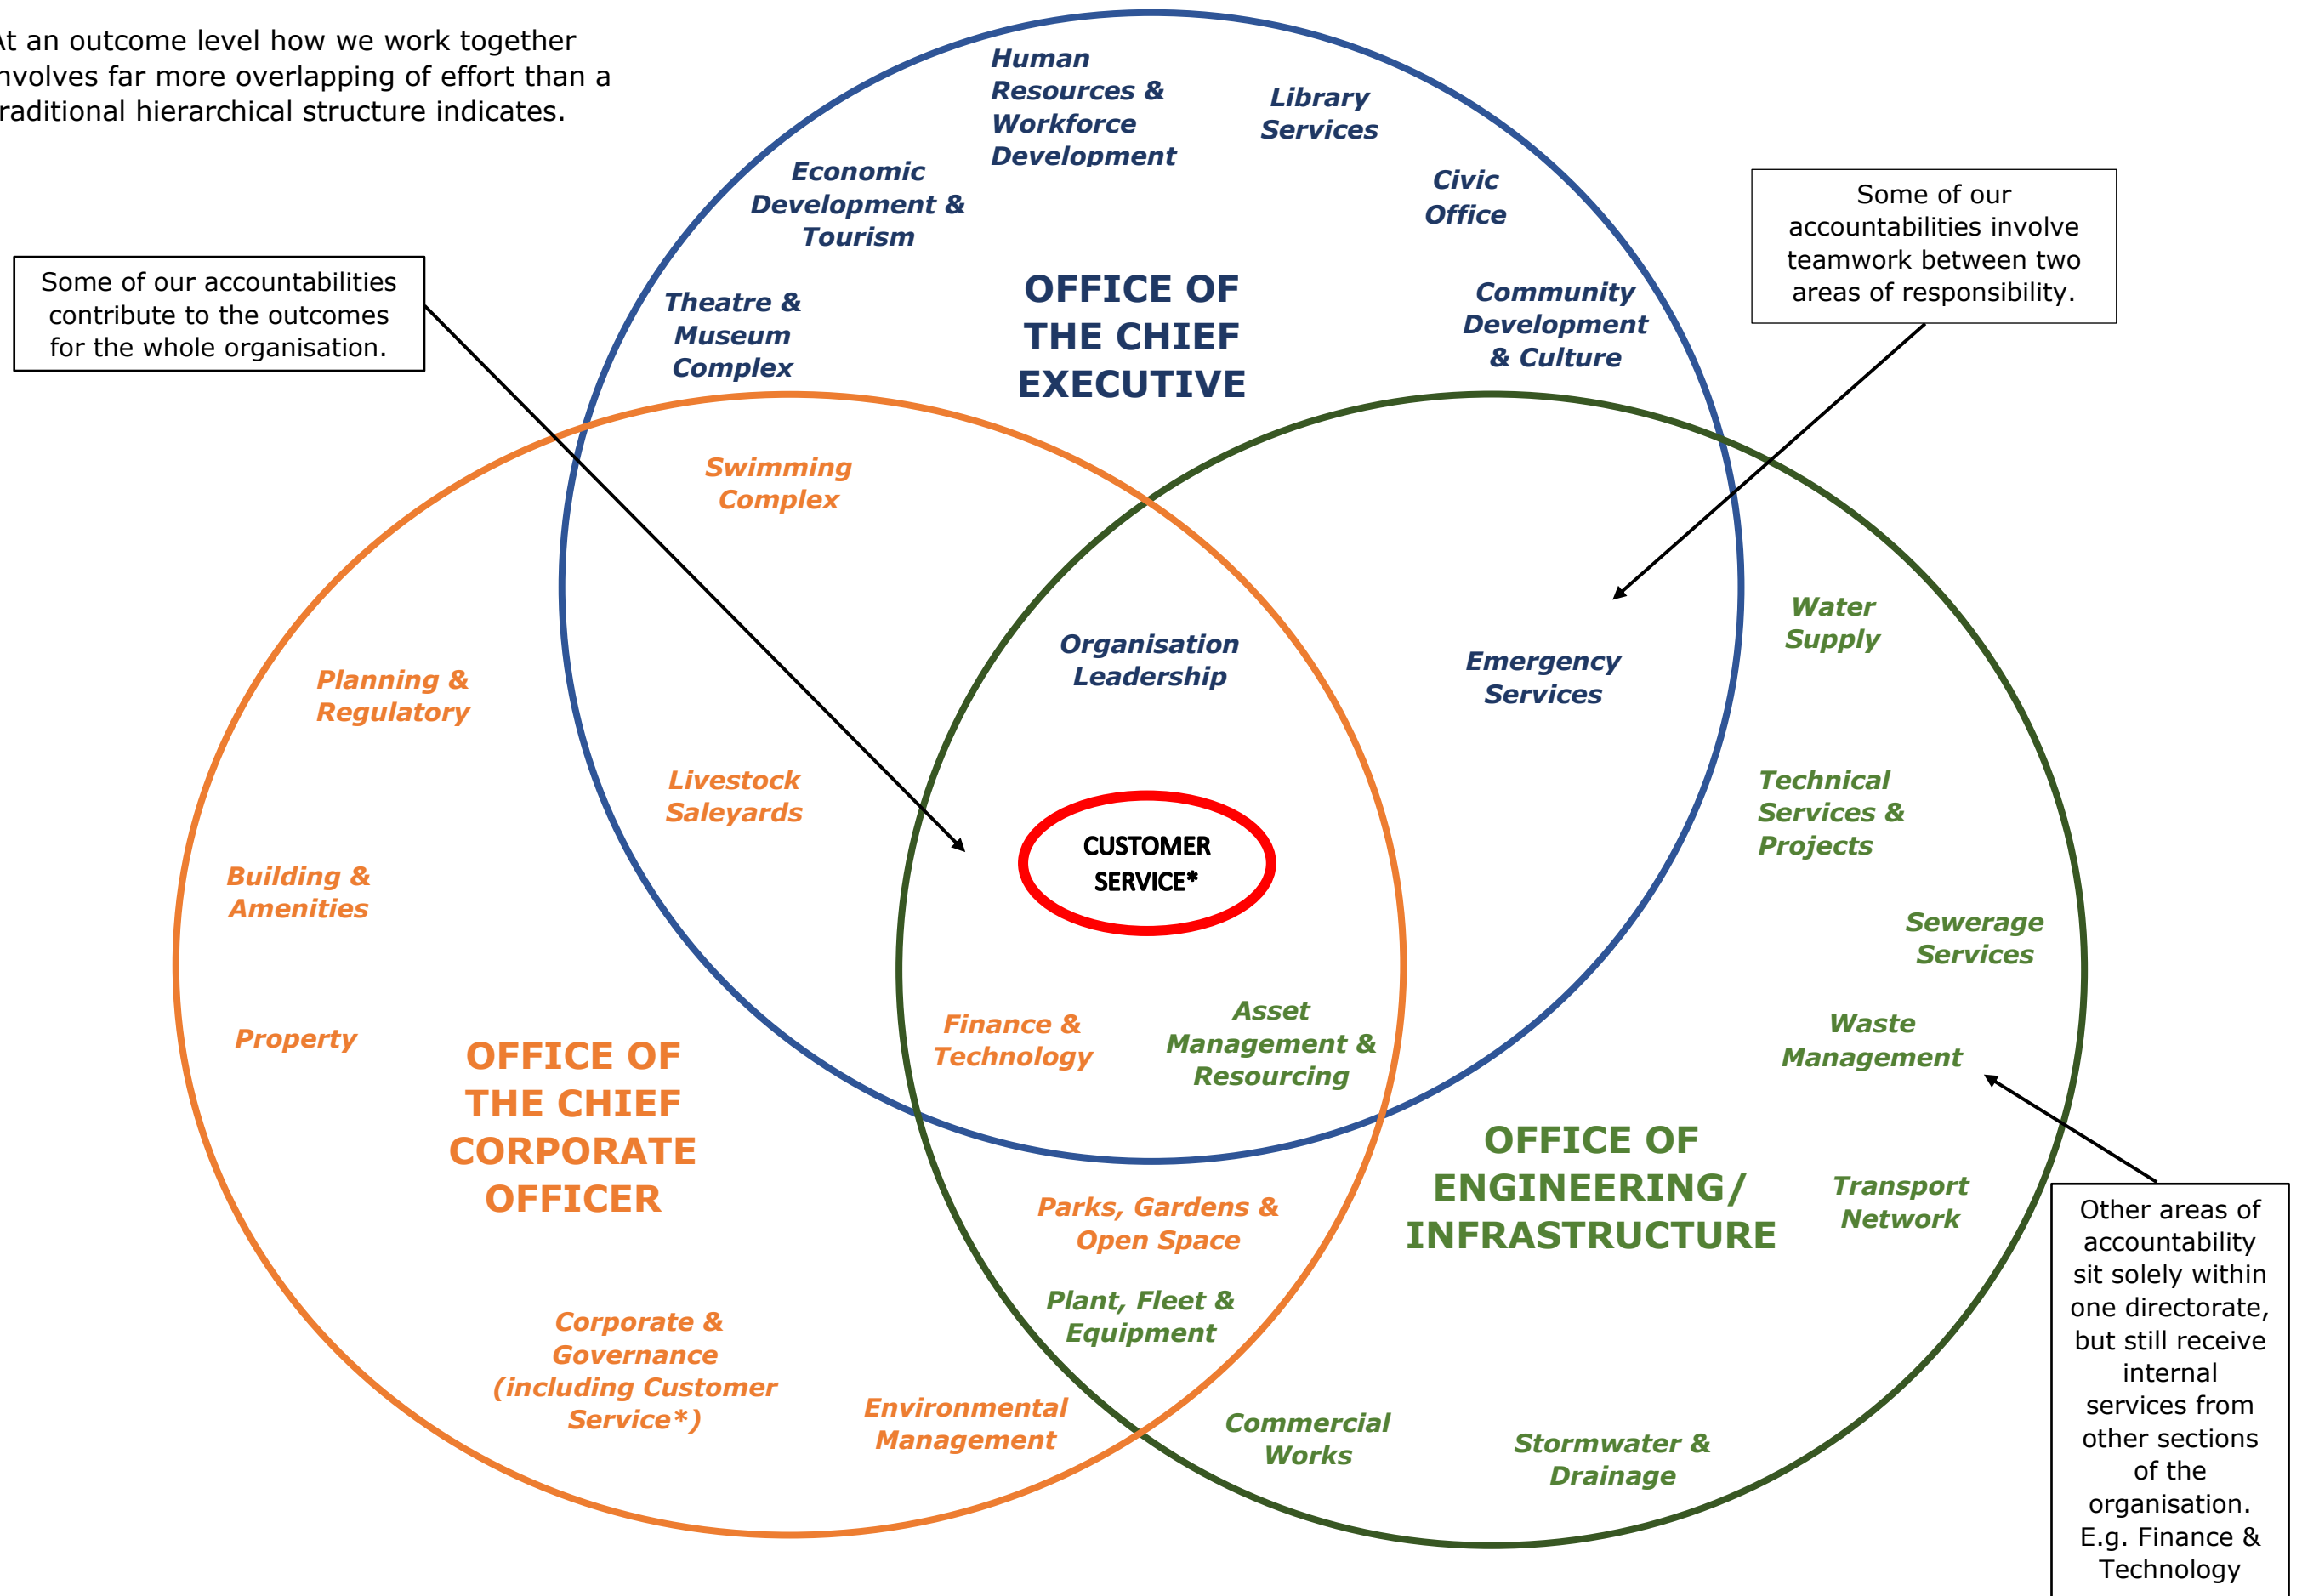 At an outcome level how we work together
involves far more overlapping of effort than a
traditional hierarchical structure indicates.
Human
Resources &
Workforce
Development
Library
Services
Economic
Development &
Tourism
Civic
Office
Some of our
accountabilities involve
teamwork between two
areas of responsibility.
Some of our accountabilities
contribute to the outcomes
for the whole organisation.
Theatre &
Museum
Complex
OFFICE OF
THE CHIEF
EXECUTIVE
Community
Development
& Culture
Swimming
Complex
Organisation
Leadership
Emergency
Services
Water
Supply
Planning &
Regulatory
Livestock
Saleyards
Technical
Services &
Projects
CUSTOMER
SERVICE*
Building &
Amenities
Sewerage
Services
Property
Finance &
Technology
Asset
Management &
Resourcing
Waste
Management
OFFICE OF
THE CHIEF
CORPORATE
OFFICER
OFFICE OF
ENGINEERING/
INFRASTRUCTURE
Transport
Network
Parks, Gardens &
Open Space
Plant, Fleet &
Equipment
Other areas of
accountability
sit solely within
one directorate,
but still receive
internal
services from
other sections
of the
organisation.
E.g. Finance &
Technology
Corporate &
Governance
(including Customer
Service*)
Environmental
Management
Commercial
Works
Stormwater &
Drainage